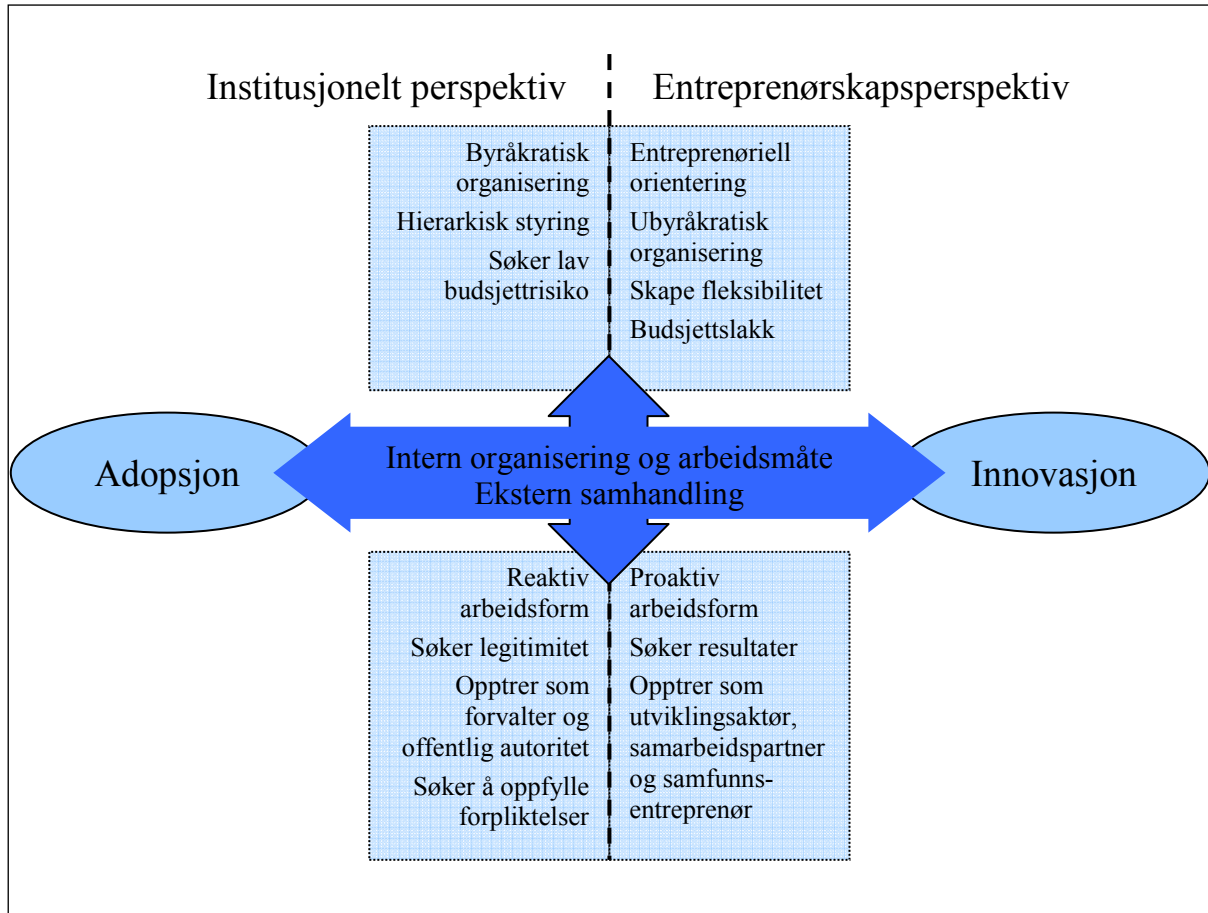 Institusjonelt perspektiv
Entreprenørskapsperspektiv
Byråkratisk
organisering
Hierarkisk styring
Søker lav
budsjettrisiko
Entreprenøriell
orientering
Ubyråkratisk
organisering
Skape fleksibilitet
Budsjettslakk
Adopsjon
Intern organisering og arbeidsmåte
Ekstern samhandling
Innovasjon
Reaktiv
arbeidsform
Søker legitimitet
Opptrer som
forvalter og
offentlig autoritet
Søker å oppfylle
forpliktelser
Proaktiv
arbeidsform
Søker resultater
Opptrer som
utviklingsaktør,
samarbeidspartner
og samfunns-
entreprenør